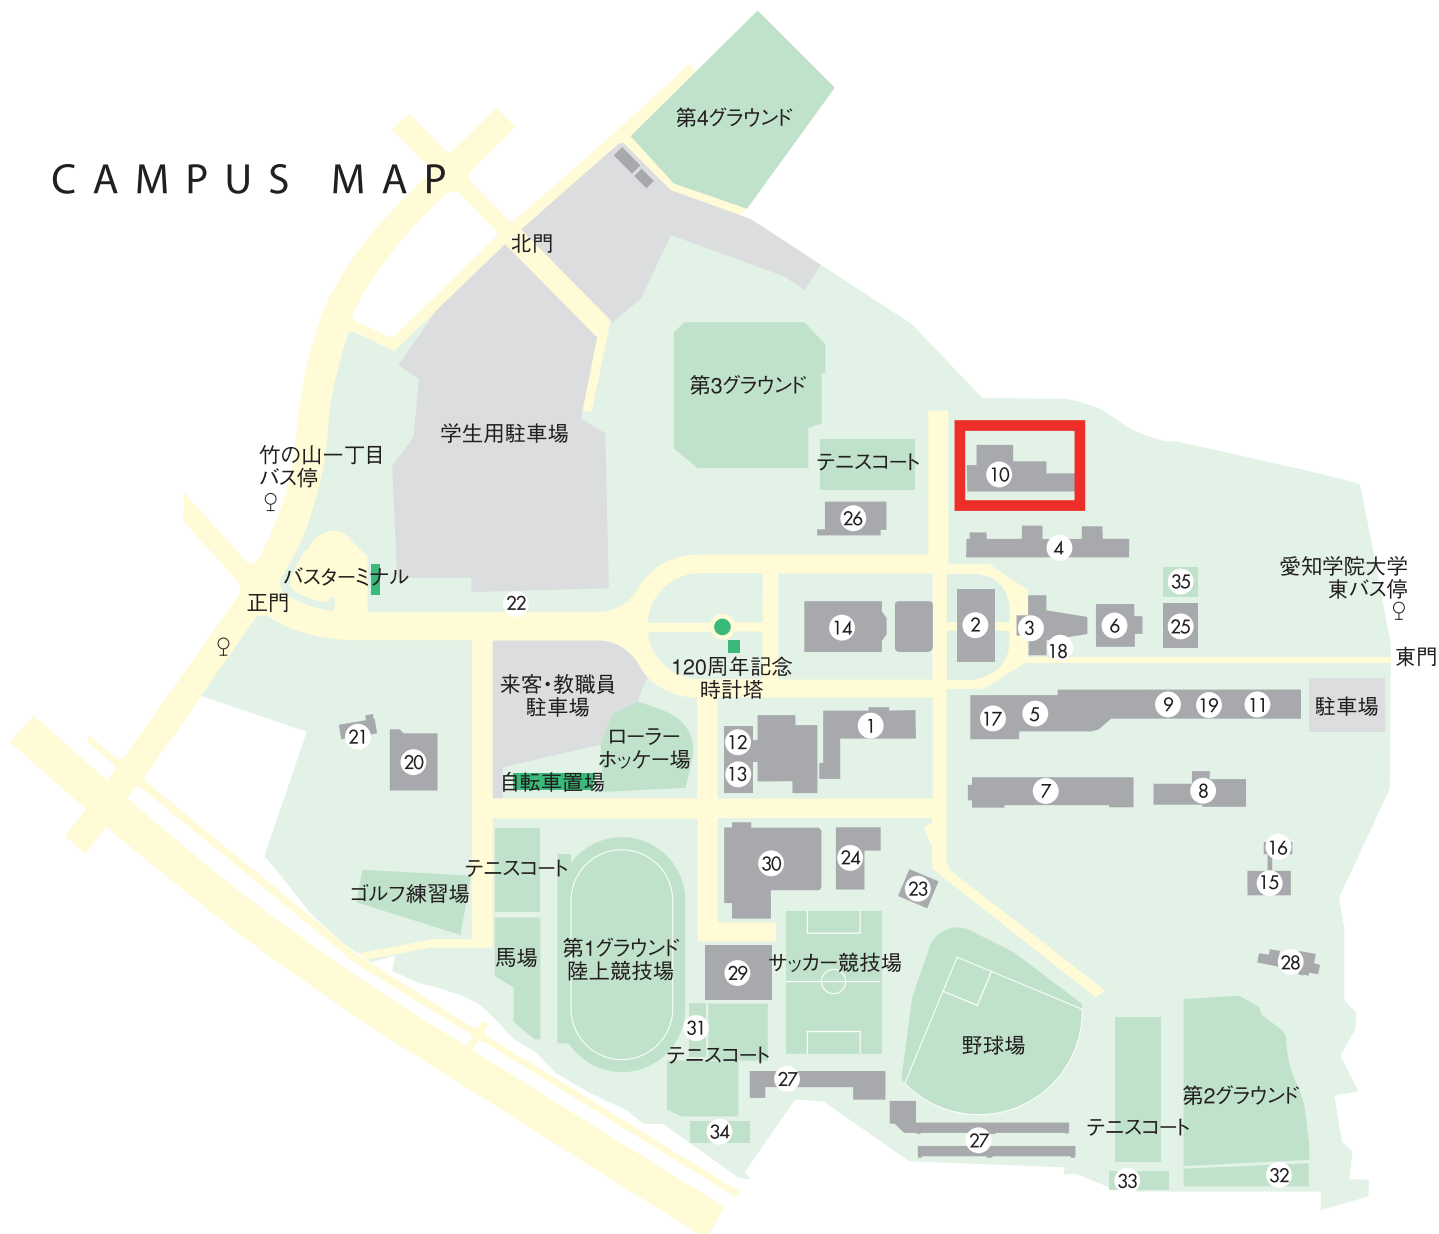 CAMPUS MAP
第4グラウンド
北門
第3グラウンド
学生用駐車場
竹の山一丁目
バス停
テニスコート
10
26
4
バスターミナル
正門
22
愛知学院大学
東バス停
35
14
2
3
6
25
18
東門
120周年記念
時計塔
来客・教職員
駐車場
ローラー
ホッケー場
自転車置場
21
20
12
13
1
17
5
9
19
11
駐車場
7
8
16
15
30
24
23
テニスコート
ゴルフ練習場
馬場
第1グラウンド
陸上競技場
29
サッカー競技場
28
31
テニスコート
野球場
27
第2グラウンド
34
27
テニスコート
33
32